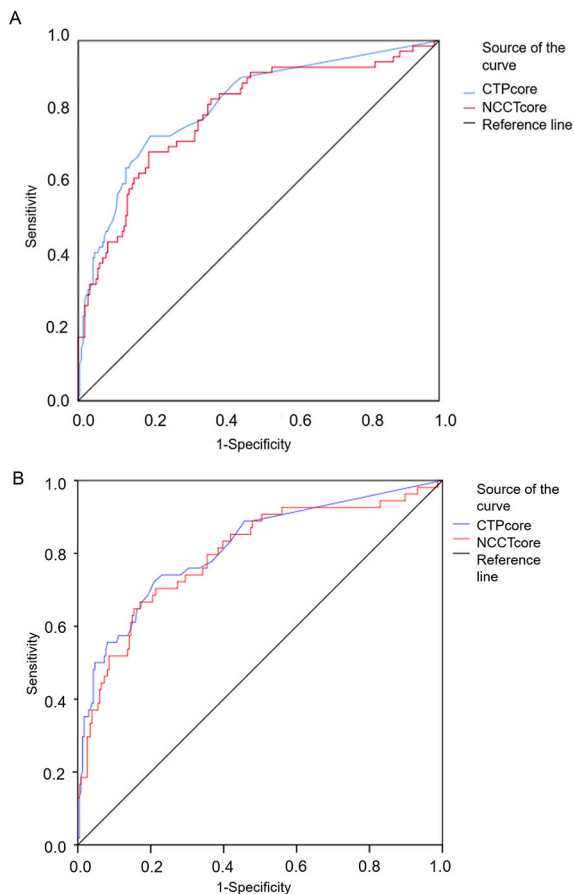 A
1.0
0.8
0.6
0.4
0.2
0.0
Sensitivity
0.0 0.2 0.4 0.6 0.8 1.0
1-Specificity
Source of the
curve
CTPcore
NCCTcore
Reference line
B
1.0
0.8
0.6
0.4
0.2
0.0
Sensitivity
0.0 0.2 0.4 0.6 0.8 1.0
1-Specificity
Source of the
curve
CTPcore
NCCTcore
Reference
line